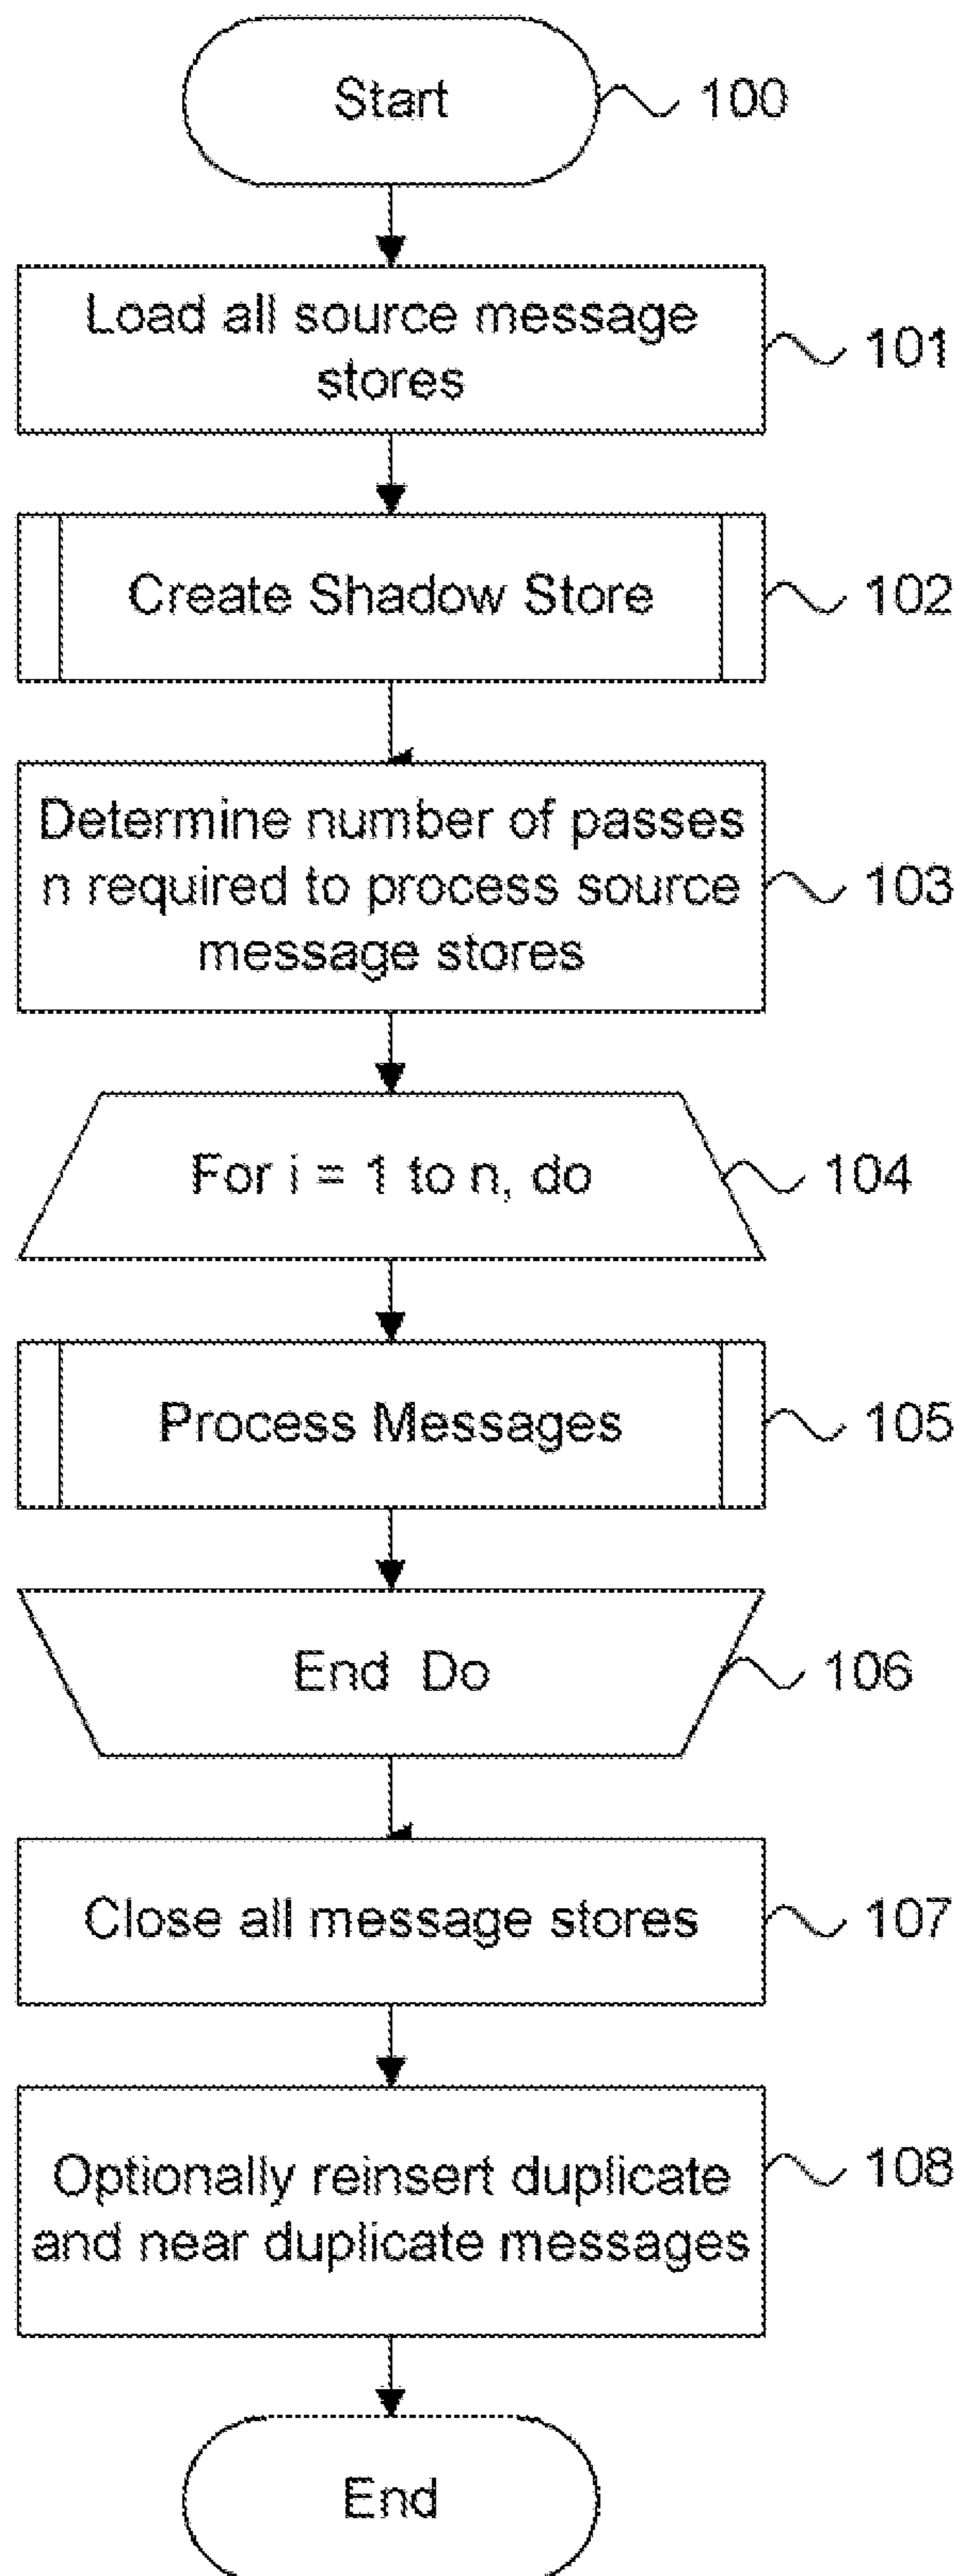 Start
100
Load all source message
stores
101
Create Shadow Store
102
Determine number of passes
n required to process source
message stores
103
For i = 1 to n, do
104
Process Messages
105
End Do
106
Close all message stores
107
Optionally reinsert duplicate
and near duplicate messages
108
End